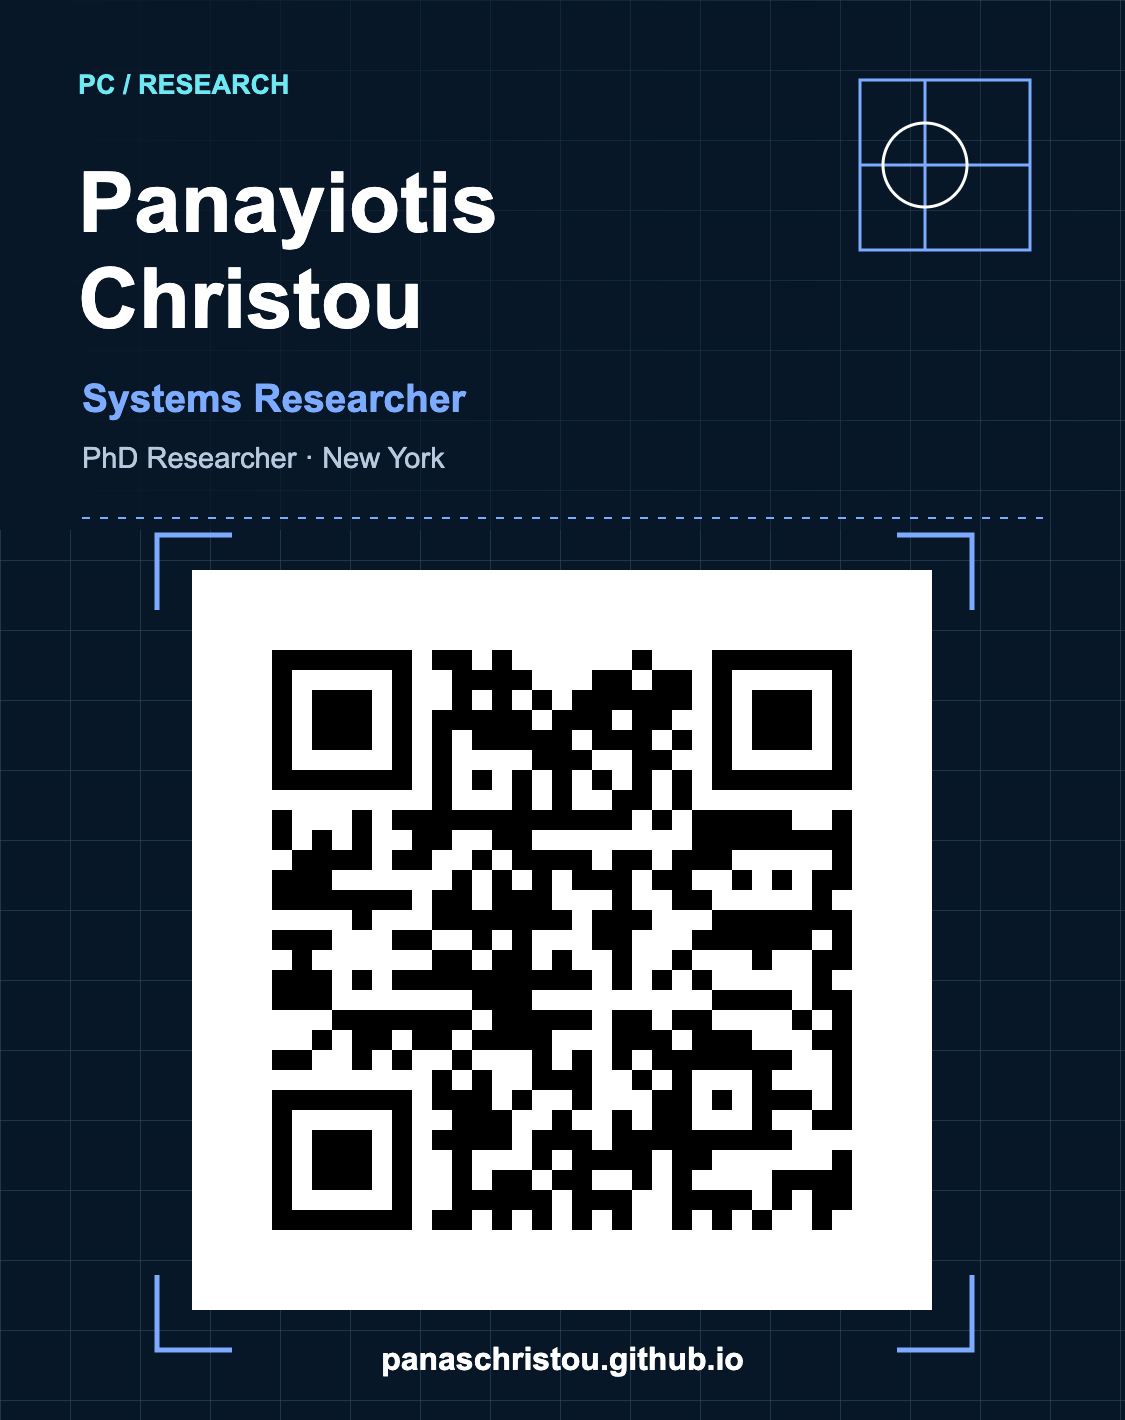 PC / RESEARCH
Panayiotis
Christou
Systems Researcher
PhD Researcher · New York
panaschristou.github.io